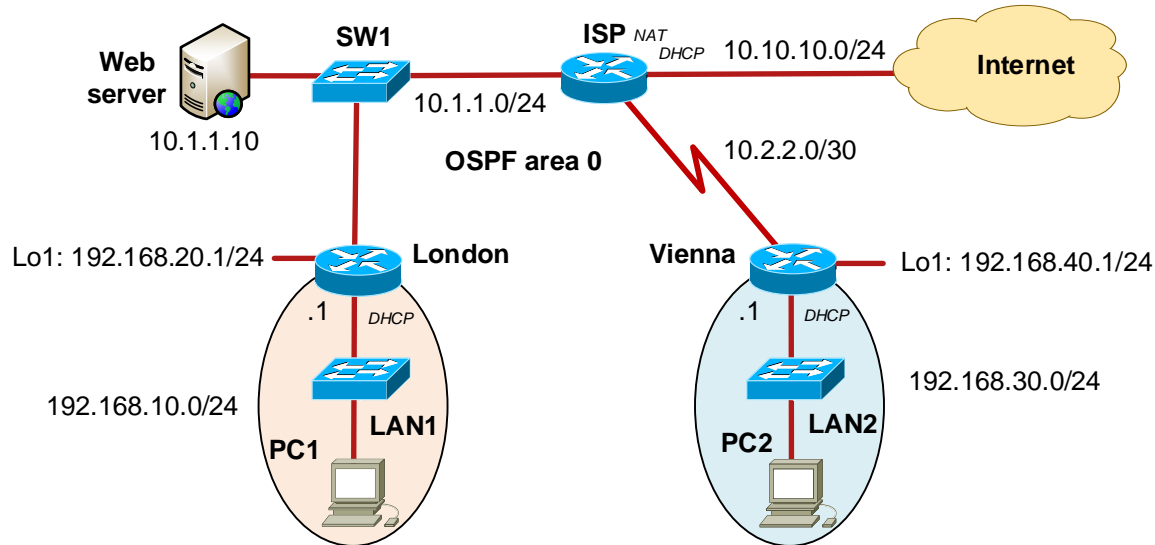 SW1
ISP
NAT
DHCP
10.10.10.0/24
Internet
Web
server
10.1.1.10
10.1.1.0/24
10.2.2.0/30
OSPF area 0
Lo1: 192.168.20.1/24
London
Vienna
Lo1: 192.168.40.1/24
.1
DHCP
.1
DHCP
192.168.10.0/24
LAN1
PC1
192.168.30.0/24
LAN2
PC2